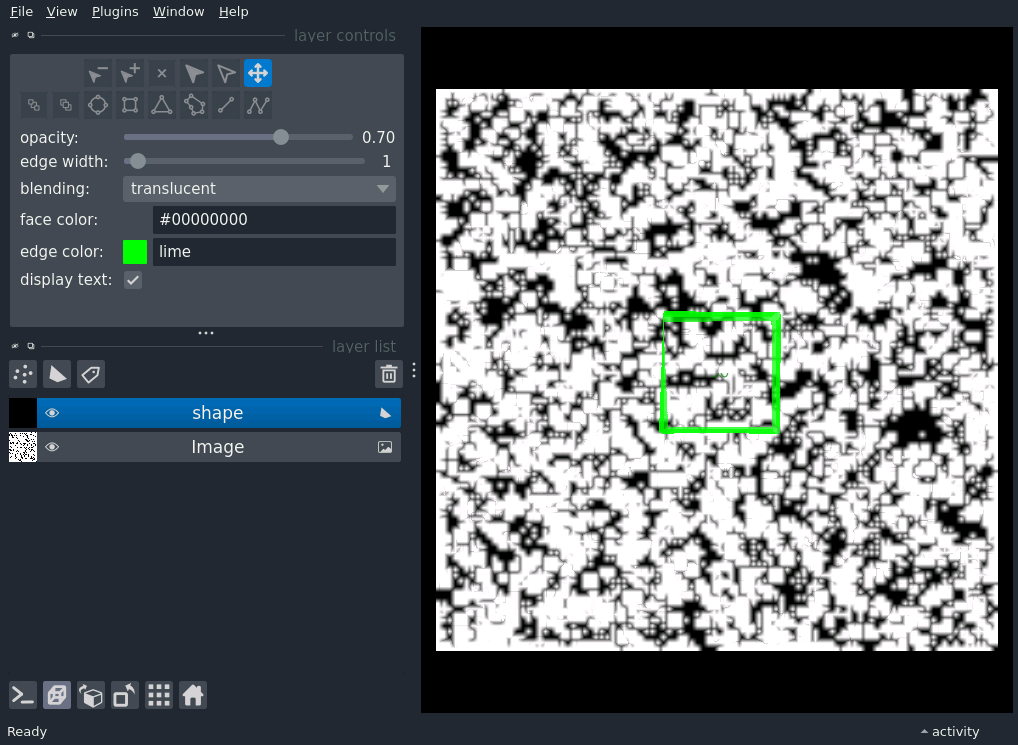 File View Plugins Window Help
layer controls
opacity: 0.70
edge width: 1
blending: translucent
face color: #00000000
edge color: lime
display text:
layer list
shape
Image
Ready
activity